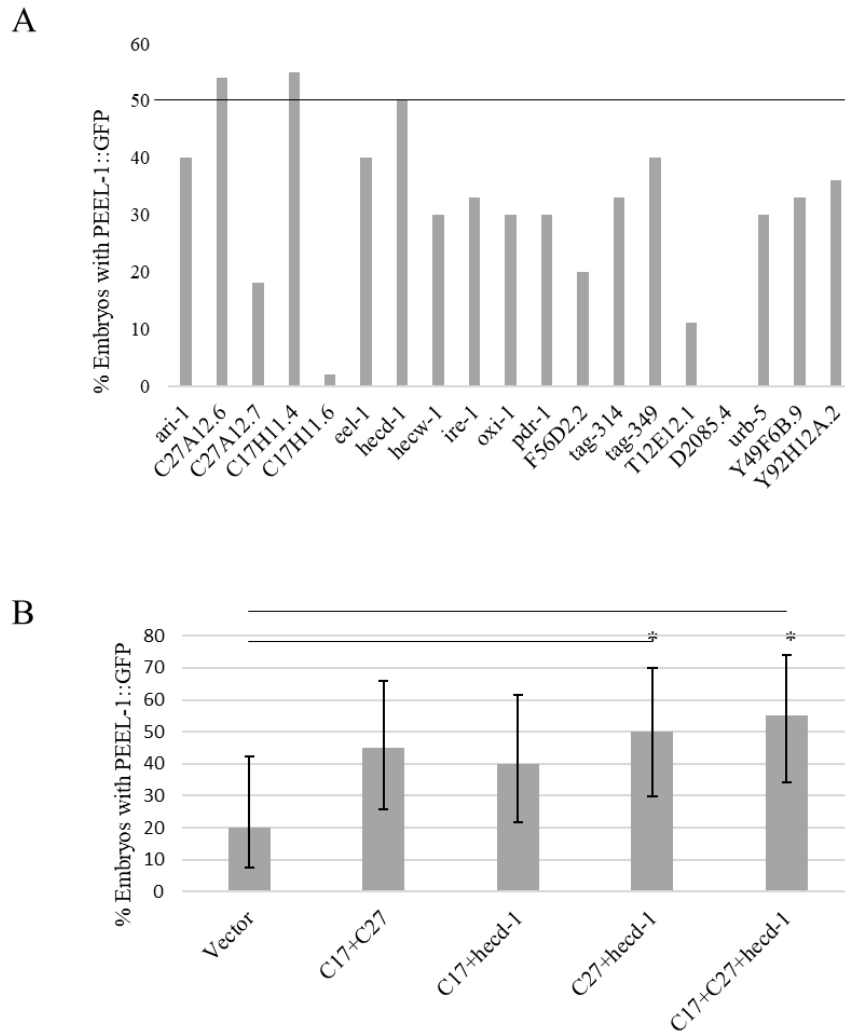 A
% Embryos with PEEL-1::GFP
60
50
40
30
20
10
0
ari-1
C27A12.6
C27A12.7
C17H11.4
C17H11.6
eel-1
hecd-1
hecw-1
ire-1
oxi-1
pdr-1
F56D2.2
tag-314
tag-349
T12E12.1
D2085.4
urb-5
Y49F6B.9
Y92H12A.2
B
% Embryos with PEEL-1::GFP
80
70
60
50
40
30
20
10
0
* *
Vector
C17+C27
C17+hecd-1
C27+hecd-1
C17+C27+hecd-1